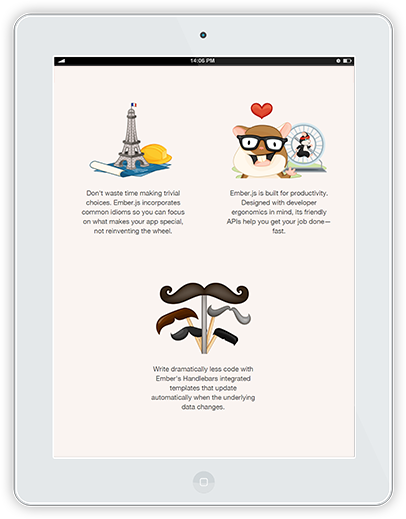 14:06 PM
Don't waste time making trivial
choices. Ember.js incorporates
common idioms so you can focus
on what makes your app special,
not reinventing the wheel.
Ember.js is built for productivity.
Designed with developer
ergonomics in mind, its friendly
APIs help you get your job done—
fast.
Write dramatically less code with
Ember's Handlebars integrated
templates that update
automatically when the underlying
data changes.